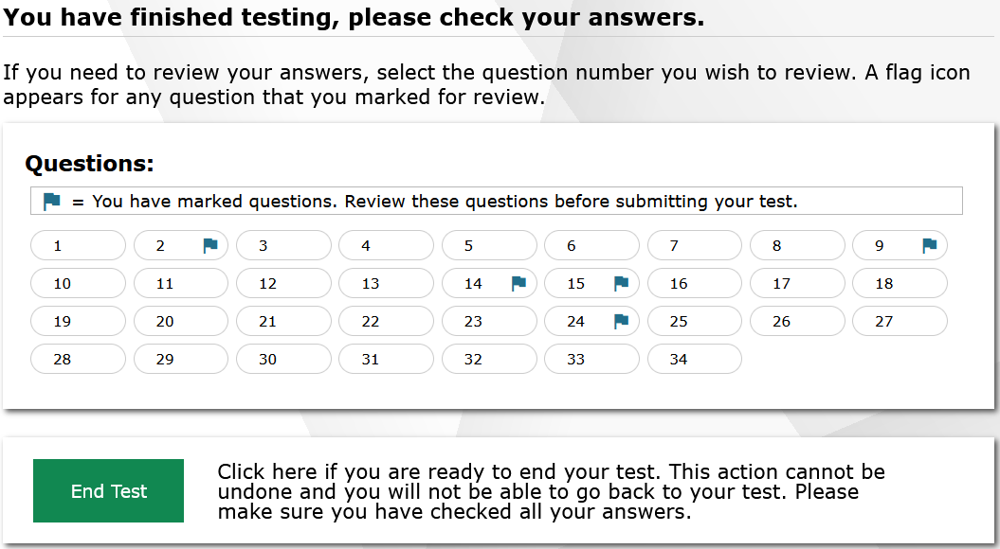 You have finished testing, please check your answers.
If you need to review your answers, select the question number you wish to review. A flag icon
appears for any question that you marked for review.
Questions:
= You have marked questions. Review these questions before submitting your test.
1 2 3 4 5 6 7 8 9
10 11 12 13 14 15 16 17 18
19 20 21 22 23 24 25 26 27
28 29 30 31 32 33 34
End Test
Click here if you are ready to end your test. This action cannot be
undone and you will not be able to go back to your test. Please
make sure you have checked all your answers.